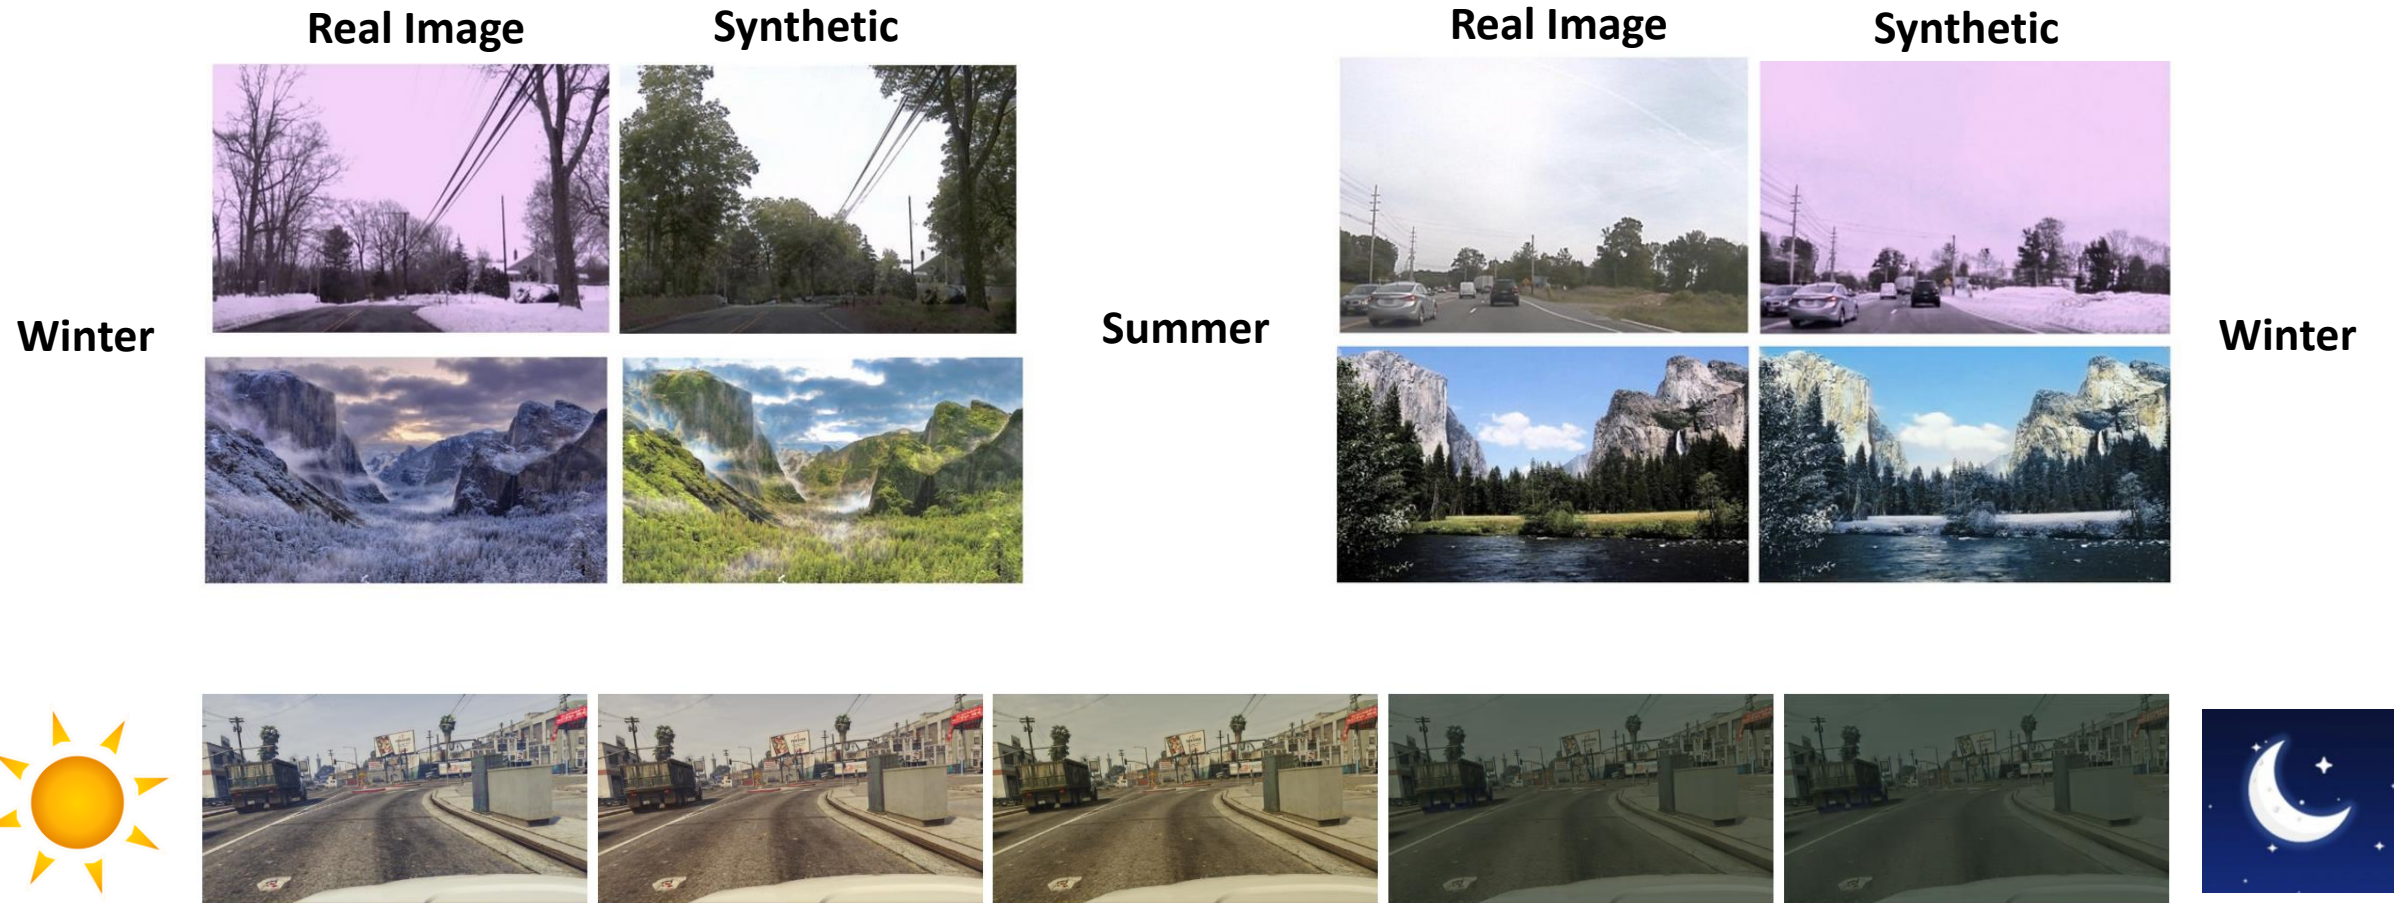 Real Image
Synthetic
Real Image
Synthetic
Winter
Summer
Winter